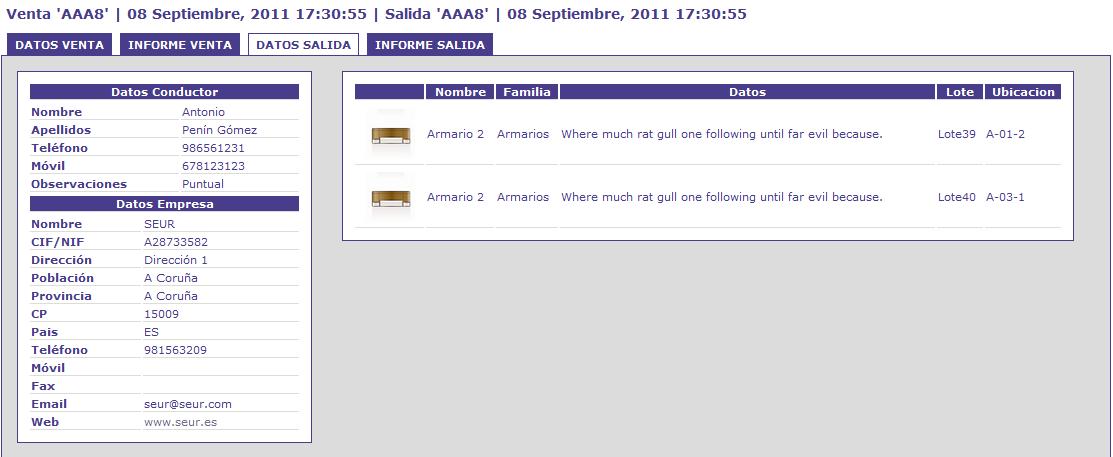 Venta 'AAA8' | 08 Septiembre, 2011 17:30:55 | Salida 'AAA8' | 08 Septiembre, 2011 17:30:55
DATOS VENTA INFORME VENTA DATOS SALIDA INFORME SALIDA
Datos Conductor
Nombre Antonio
Apellidos Penín Gómez
Teléfono 986561231
Móvil 678123123
Observaciones Puntual
Datos Empresa
Nombre SEUR
CIF/NIF A28733582
Dirección Dirección 1
Población A Coruña
Provincia A Coruña
CP 15009
Pais ES
Teléfono 981563209
Móvil
Fax
Email seur@seur.com
Web www.seur.es
Nombre Familia Datos Lote Ubicacion
Armario 2 Armarios Where much rat gull one following until far evil because. Lote39 A-01-2
Armario 2 Armarios Where much rat gull one following until far evil because. Lote40 A-03-1